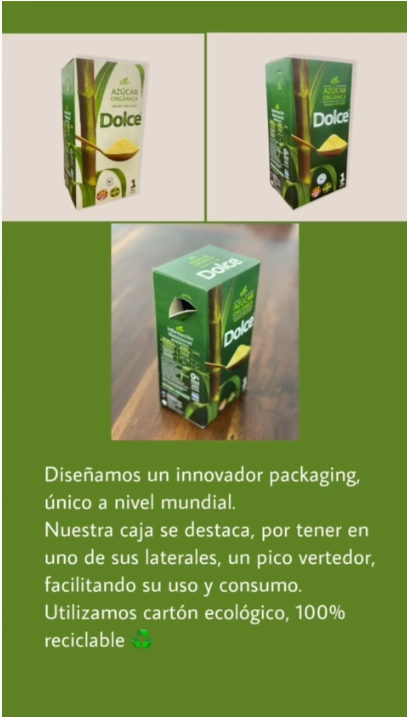 AZÚCAR
ORGÁNICA
Dolce
1
AZÚCAR
ORGÁNICA
Dolce
1
Dolce
AZÚCAR
ORGÁNICA
Dolce
Diseñamos un innovador packaging,
único a nivel mundial.
Nuestra caja se destaca, por tener en
uno de sus laterales, un pico vertedor,
facilitando su uso y consumo.
Utilizamos cartón ecológico, 100%
reciclable ♻